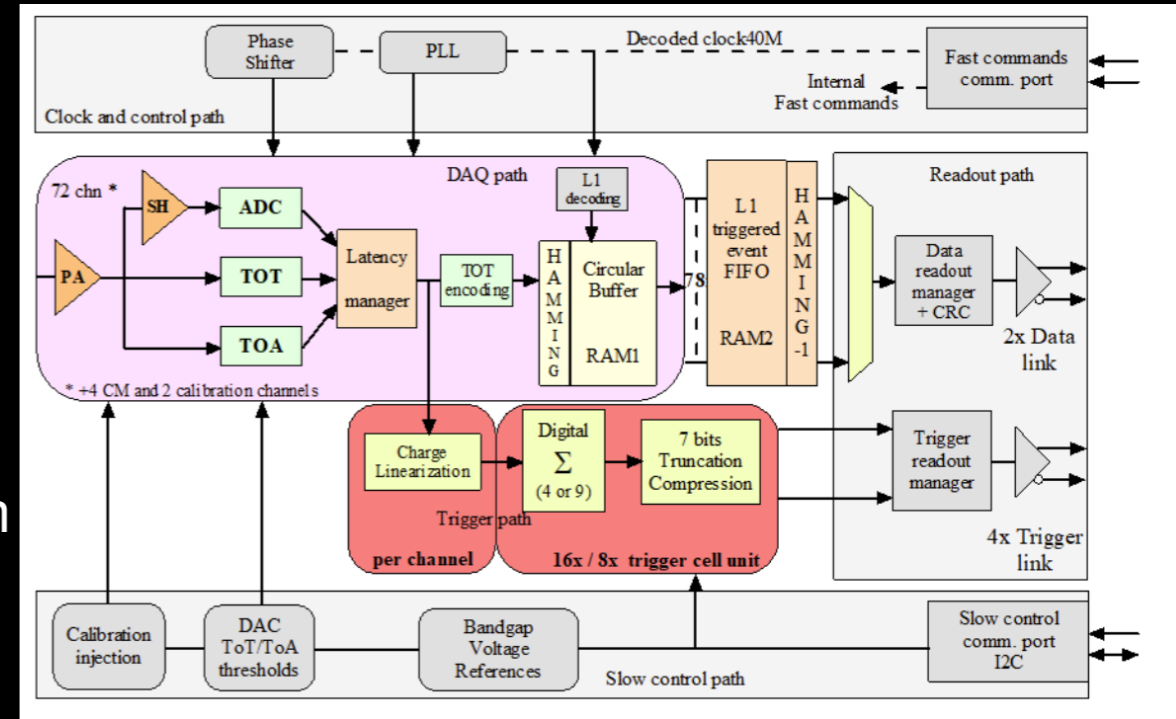 Phase
Shifter
PLL
Decoded clock40M
Fast commands
comm. port
Internal
Fast commands
Clock and control path
72 chn *
DAQ path
L1
decoding
SH
ADC
PA
TOT
TOA
Latency
manager
TOT
encoding
H
A
M
M
I
N
G
Circular
Buffer
RAM1
* +4 CM and 2 calibration channels
78
L1
triggered
event
FIFO
RAM2
H
A
M
M
I
N
G
-1
Readout path
Data
readout
manager
+ CRC
2x Data
link
Charge
Linearization
Digital
Σ
(4 or 9)
7 bits
Truncation
Compression
Trigger path
per channel
16x / 8x trigger cell unit
Trigger
readout
manager
4x Trigger
link
n
Calibration
injection
DAC
ToT/ToA
thresholds
Bandgap
Voltage
References
Slow control path
Slow control
comm. port
I2C